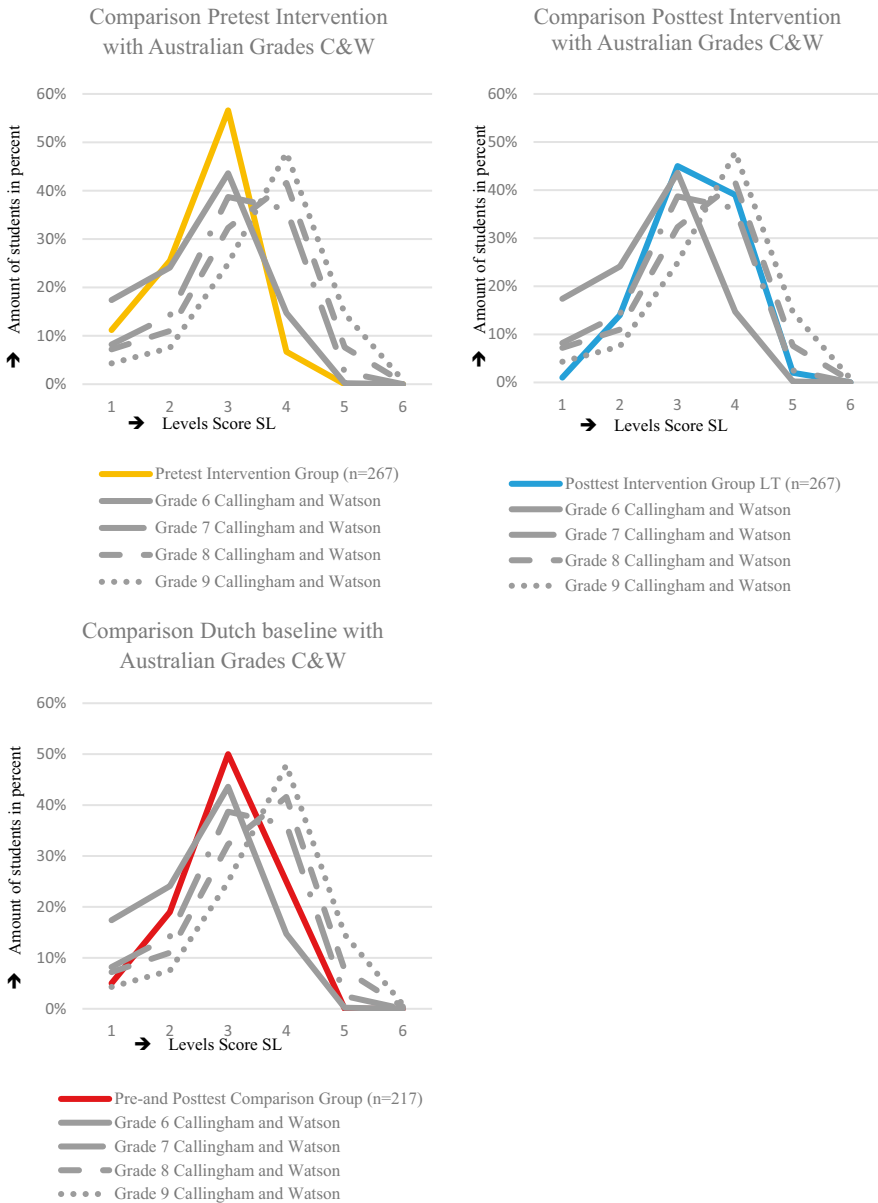 Comparison Pretest Intervention
with Australian Grades C&W
➔ Amount of students in percent
60%
50%
40%
30%
20%
10%
0%
1 2 3 4 5 6
➔ Levels Score SL
Pretest Intervention Group (n=267)
Grade 6 Callingham and Watson
Grade 7 Callingham and Watson
Grade 8 Callingham and Watson
Grade 9 Callingham and Watson
Comparison Posttest Intervention
with Australian Grades C&W
➔ Amount of students in percent
60%
50%
40%
30%
20%
10%
0%
1 2 3 4 5 6
➔ Levels Score SL
Posttest Intervention Group LT (n=267)
Grade 6 Callingham and Watson
Grade 7 Callingham and Watson
Grade 8 Callingham and Watson
Grade 9 Callingham and Watson
Comparison Dutch baseline with
Australian Grades C&W
➔ Amount of students in percent
60%
50%
40%
30%
20%
10%
0%
1 2 3 4 5 6
➔ Levels Score SL
Pre-and Posttest Comparison Group (n=217)
Grade 6 Callingham and Watson
Grade 7 Callingham and Watson
Grade 8 Callingham and Watson
Grade 9 Callingham and Watson